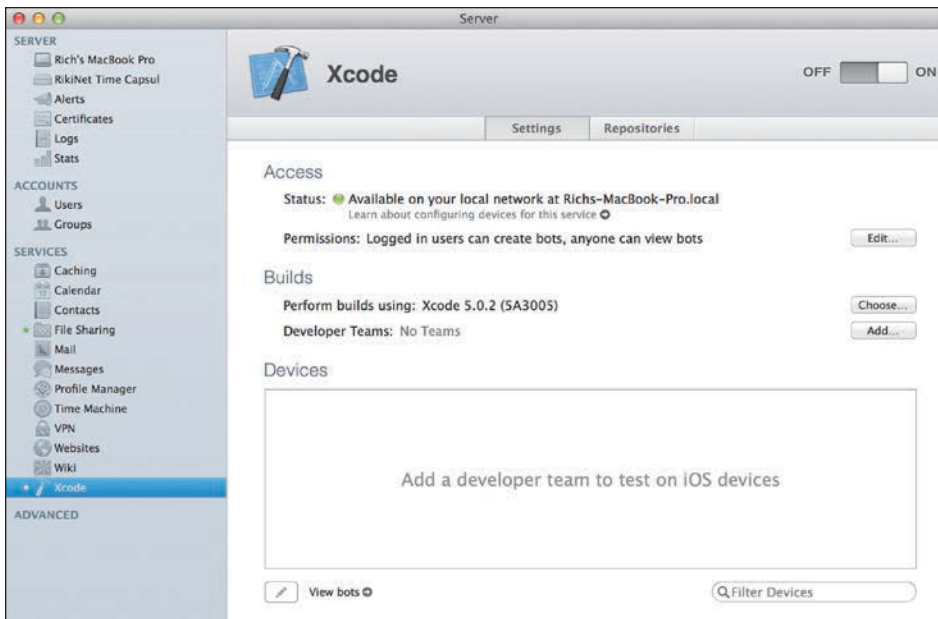 Server
SERVER
Rich's MacBook Pro
RikiNet Time Capsul
Alerts
Certificates
Logs
Stats
ACCOUNTS
Users
Groups
SERVICES
Caching
Calendar
Contacts
File Sharing
Mail
Messages
Profile Manager
Time Machine
VPN
Websites
Wiki
Xcode
ADVANCED
Xcode
OFF ON
Settings Repositories
Access
Status: Available on your local network at Richs-MacBook-Pro.local
Learn about configuring devices for this service
Permissions: Logged in users can create bots, anyone can view bots Edit...
Builds
Perform builds using: Xcode 5.0.2 (5A3005) Choose...
Developer Teams: No Teams Add...
Devices
Add a developer team to test on iOS devices
View bots Filter Devices